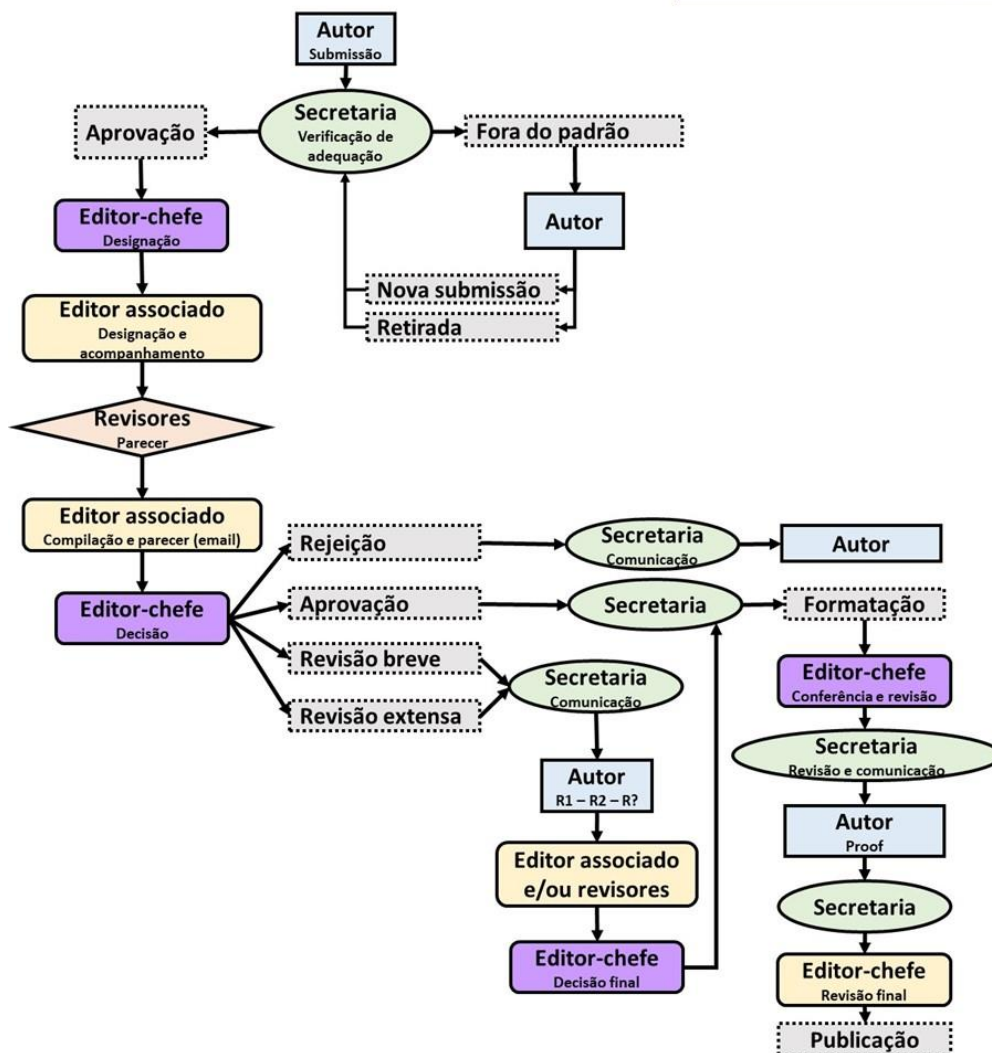 Autor
Submissão
Secretaria
Verificação de
adequação
Aprovação
Fora do padrão
Autor
Editor-chefe
Designação
Nova submissão
Retirada
Editor associado
Designação e
acompanhamento
Revisores
Parecer
Editor associado
Compilação e parecer (email)
Editor-chefe
Decisão
Rejeição
Secretaria
Comunicação
Autor
Aprovação
Secretaria
Formatação
Revisão breve
Revisão extensa
Secretaria
Comunicação
Autor
R1 – R2 – R?
Editor associado
e/ou revisores
Editor-chefe
Decisão final
Editor-chefe
Conferência e revisão
Secretaria
Revisão e comunicação
Autor
Proof
Secretaria
Editor-chefe
Revisão final
Publicação